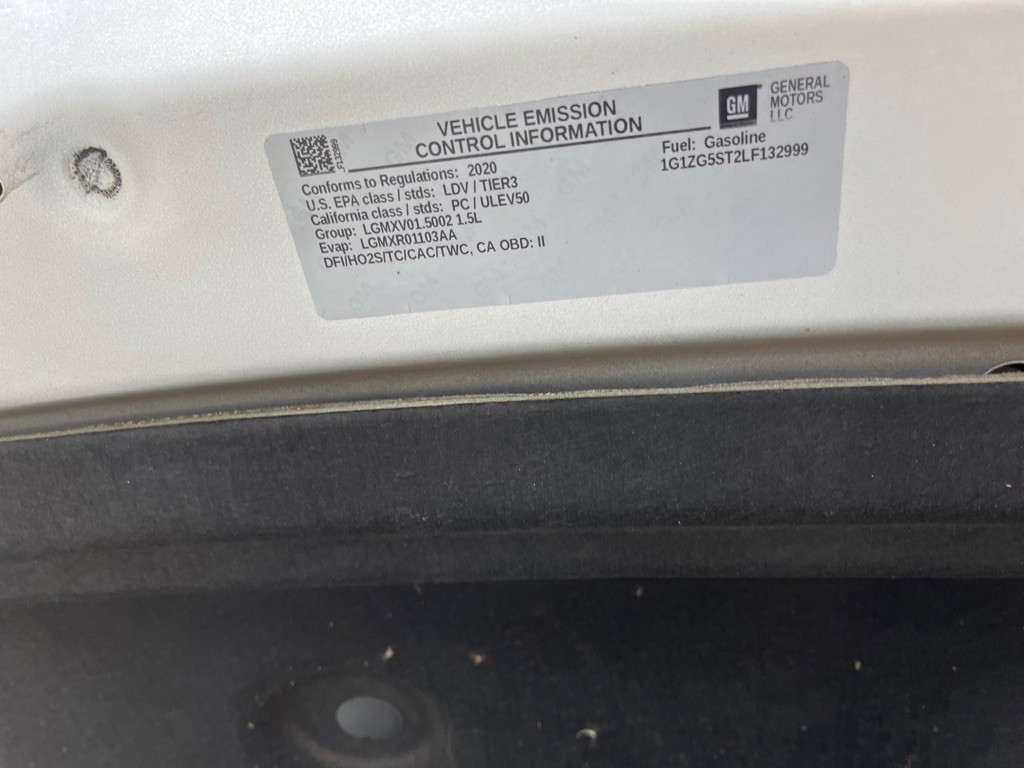 VEHICLE EMISSION
CONTROL INFORMATION
GM
GENERAL
MOTORS
LLC
F132999
Conforms to Regulations: 2020
U.S. EPA class / stds: LDV / TIER3
California class / stds: PC / ULEV50
Group: LGMXV01.5002 1.5L
Evap: LGMXR01103AA
DFI/HO2S/TC/CAC/TWC, CA OBD: II
Fuel: Gasoline
1G1ZG5ST2LF132999